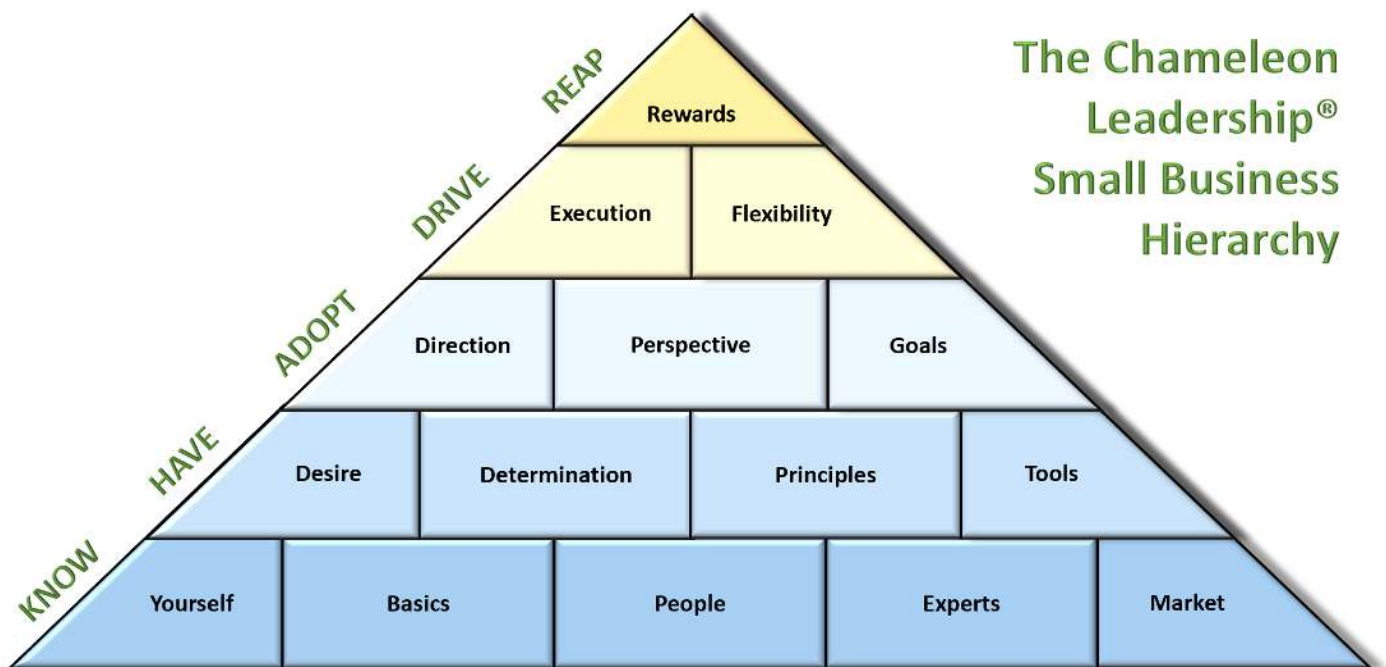 The Chameleon
Leadership®
Small Business
Hierarchy
REAP
Rewards
DRIVE
Execution Flexibility
ADOPT
Direction Perspective Goals
HAVE
Desire Determination Principles Tools
KNOW
Yourself Basics People Experts Market